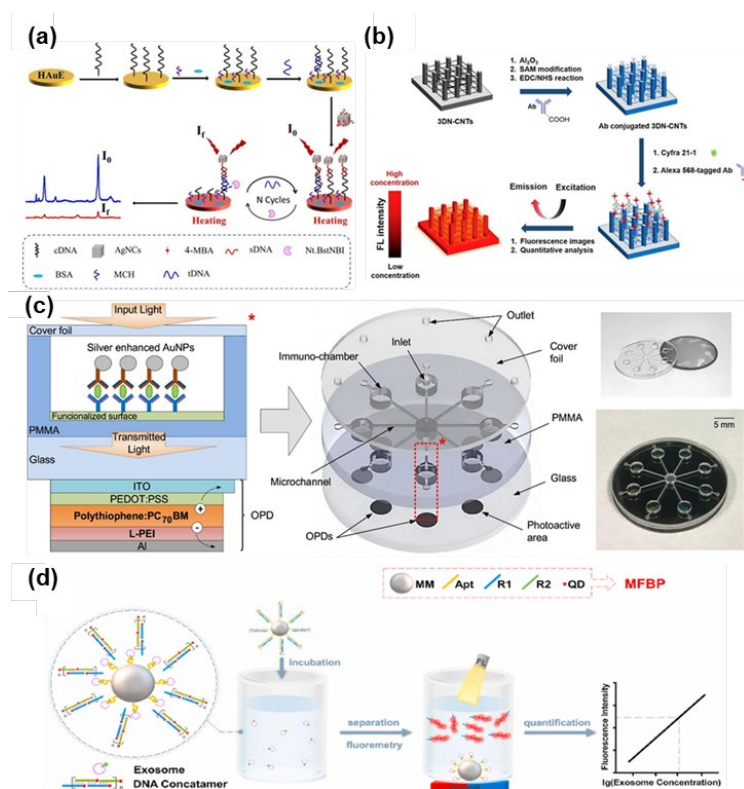 (a)
HAuE
I₀
I_f
I_f
I₀
N Cycles
Heating
Heating
cDNA
AgNCs
4-MBA
sDNA
Nt.BstNBI
BSA
MCH
tDNA
(b)
3DN-CNTs
1. Al₂O₃
2. SAM modification
3. EDC/NHS reaction
Ab
COOH
Ab conjugated 3DN-CNTs
1. Cyfra 21-1
2. Alexa 568-tagged Ab
High
concentration
FL intensity
Low
concentration
Emission
Excitation
1. Fluorescence images
2. Quantitative analysis
(c)
Input Light
*
Cover foil
Silver enhanced AuNPs
Funcionalized surface
PMMA
Transmitted
Light
Glass
ITO
PEDOT:PSS
+
Polythiophene:PC₇₀BM
-
L-PEI
Al
OPD
Outlet
Immuno-chamber
Inlet
Cover
foil
PMMA
*
Microchannel
Glass
OPDs
Photoactive
area
5 mm
(d)
MM
Apt
R1
R2
QD
MFBP
incubation
separation
fluoremetry
quantification
Exosome
DNA Concatamer
Fluorescence Intensity
lg(Exosome Concentration)